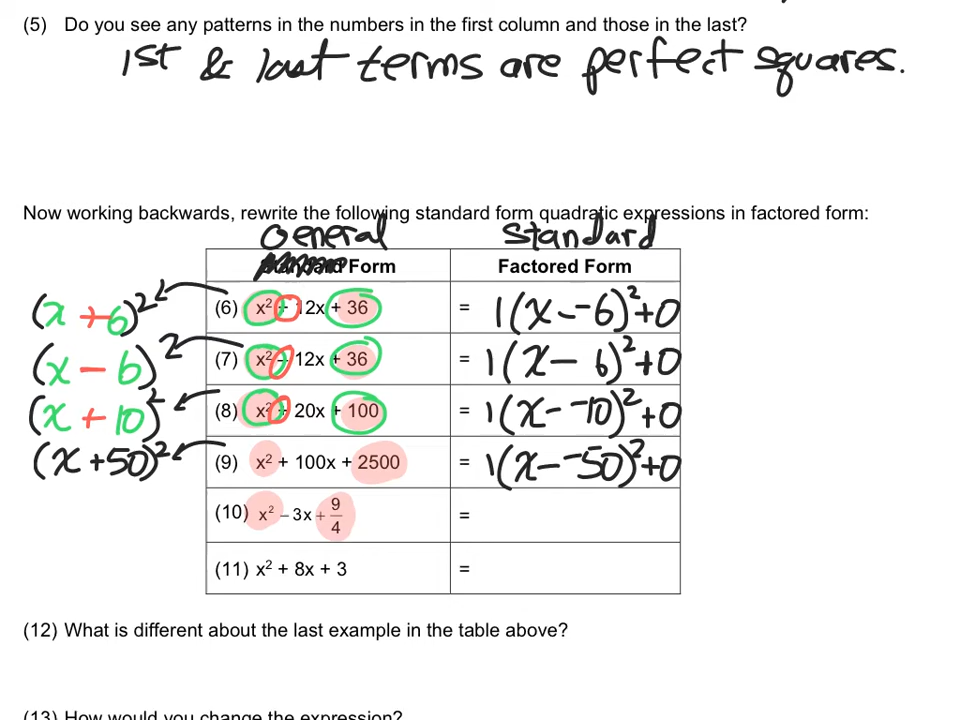 (5) Do you see any patterns in the numbers in the first column and those in the last?
1st & last terms are perfect squares.
Now working backwards, rewrite the following standard form quadratic expressions in factored form:
General Standard
Form Factored Form
(x +6)² (6) x² + 12x + 36 = 1(x--6)²+0
(x - 6)² (7) x² - 12x + 36 = 1(x- 6)²+0
(x + 10)² (8) x² + 20x + 100 = 1(x--10)²+0
(x +50)² (9) x² + 100x + 2500 = 1(x--50)²+0
(10) x² - 3x + 9/4 =
(11) x² + 8x + 3 =
(12) What is different about the last example in the table above?
(13) How would you change the expression?